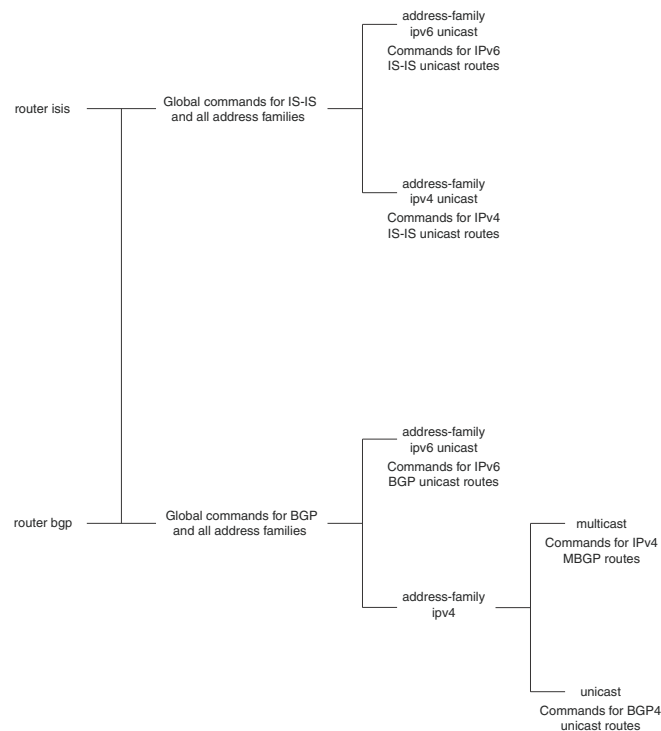 address-family
ipv6 unicast
Commands for IPv6
IS-IS unicast routes
router isis
Global commands for IS-IS
and all address families
address-family
ipv4 unicast
Commands for IPv4
IS-IS unicast routes
address-family
ipv6 unicast
Commands for IPv6
BGP unicast routes
router bgp
Global commands for BGP
and all address families
multicast
Commands for IPv4
MBGP routes
address-family
ipv4
unicast
Commands for BGP4
unicast routes